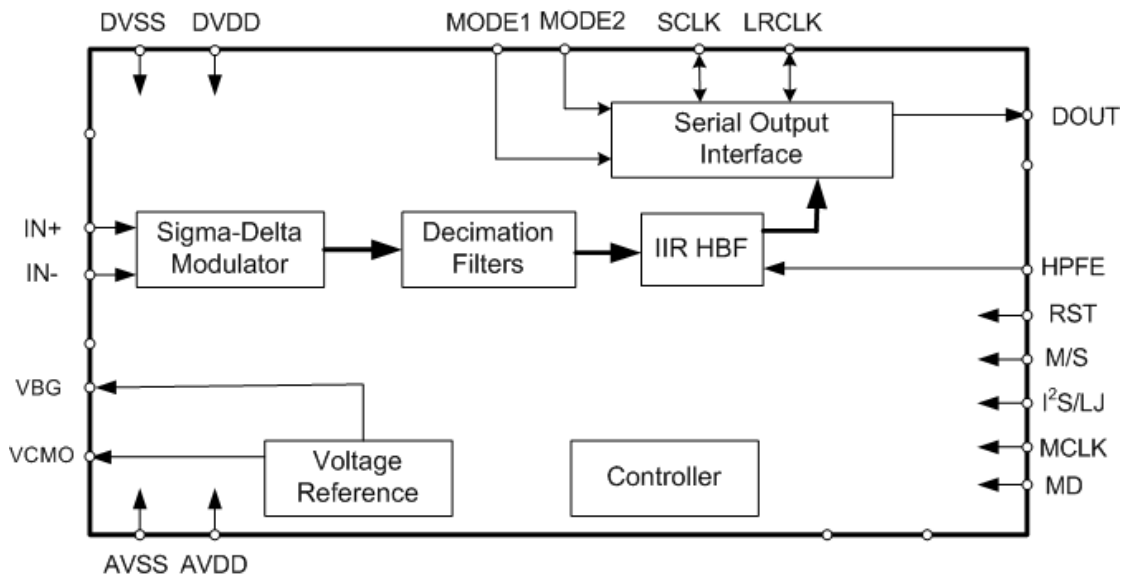 DVSS DVDD MODE1 MODE2 SCLK LRCLK
Serial Output
Interface
DOUT
IN+
IN-
Sigma-Delta
Modulator
Decimation
Filters
IIR HBF
HPFE
RST
M/S
I²S/LJ
MCLK
MD
VBG
VCMO
Voltage
Reference
Controller
AVSS AVDD